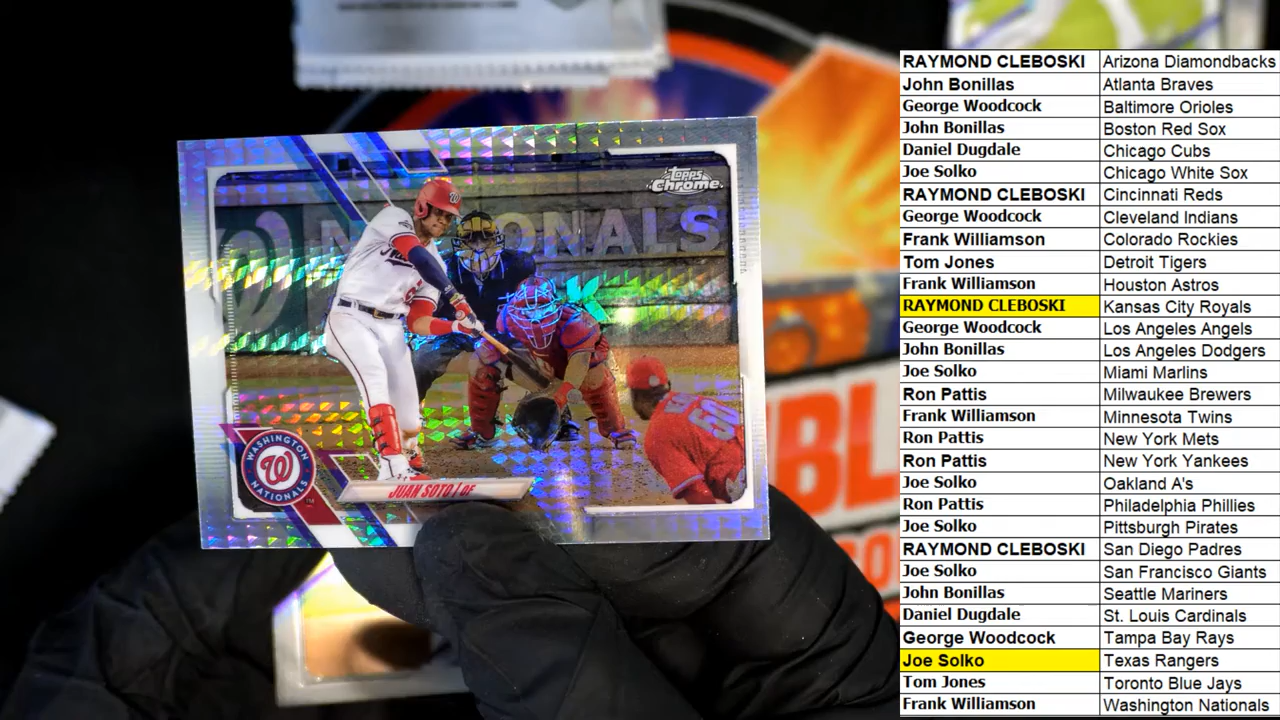 Topps
Chrome
NATIONALS
WASHINGTON
W
NATIONALS
JUAN SOTO | OF
RAYMOND CLEBOSKI Arizona Diamondbacks
John Bonillas Atlanta Braves
George Woodcock Baltimore Orioles
John Bonillas Boston Red Sox
Daniel Dugdale Chicago Cubs
Joe Solko Chicago White Sox
RAYMOND CLEBOSKI Cincinnati Reds
George Woodcock Cleveland Indians
Frank Williamson Colorado Rockies
Tom Jones Detroit Tigers
Frank Williamson Houston Astros
RAYMOND CLEBOSKI Kansas City Royals
George Woodcock Los Angeles Angels
John Bonillas Los Angeles Dodgers
Joe Solko Miami Marlins
Ron Pattis Milwaukee Brewers
Frank Williamson Minnesota Twins
Ron Pattis New York Mets
Ron Pattis New York Yankees
Joe Solko Oakland A's
Ron Pattis Philadelphia Phillies
Joe Solko Pittsburgh Pirates
RAYMOND CLEBOSKI San Diego Padres
Joe Solko San Francisco Giants
John Bonillas Seattle Mariners
Daniel Dugdale St. Louis Cardinals
George Woodcock Tampa Bay Rays
Joe Solko Texas Rangers
Tom Jones Toronto Blue Jays
Frank Williamson Washington Nationals